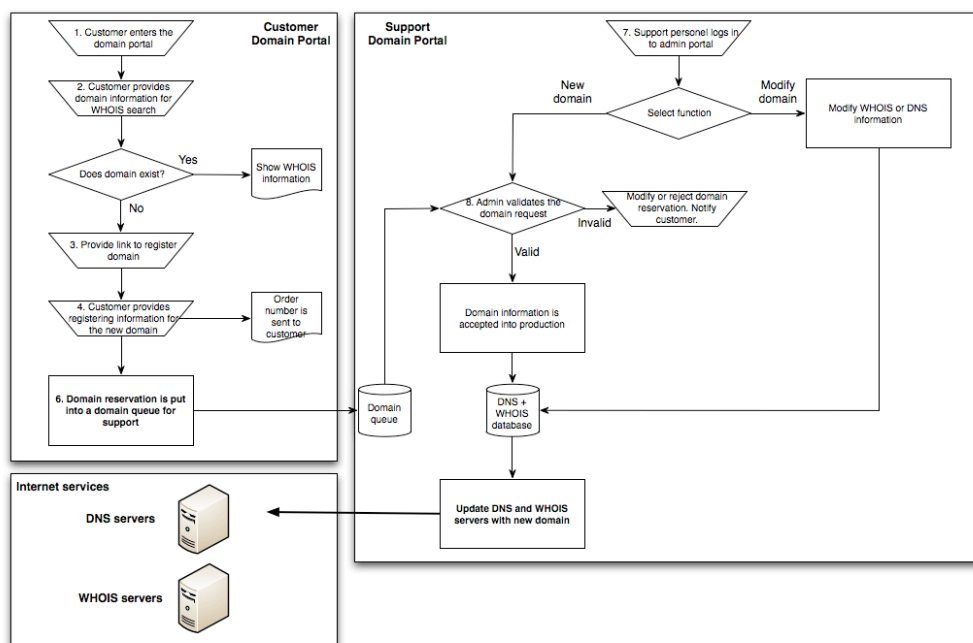 Customer
Domain Portal
1. Customer enters the
domain portal
2. Customer provides
domain information for
WHOIS search
Does domain exist?
Yes
Show WHOIS
information
No
3. Provide link to register
domain
4. Customer provides
registering information for
the new domain
Order
number is
sent to
customer
6. Domain reservation is put
into a domain queue for
support
Support
Domain Portal
7. Support personel logs in
to admin portal
New
domain
Select function
Modify
domain
Modify WHOIS or DNS
information
8. Admin validates the
domain request
Invalid
Modify or reject domain
reservation. Notify
customer.
Valid
Domain information is
accepted into production
Domain
queue
DNS +
WHOIS
database
Update DNS and WHOIS
servers with new domain
Internet services
DNS servers
WHOIS servers